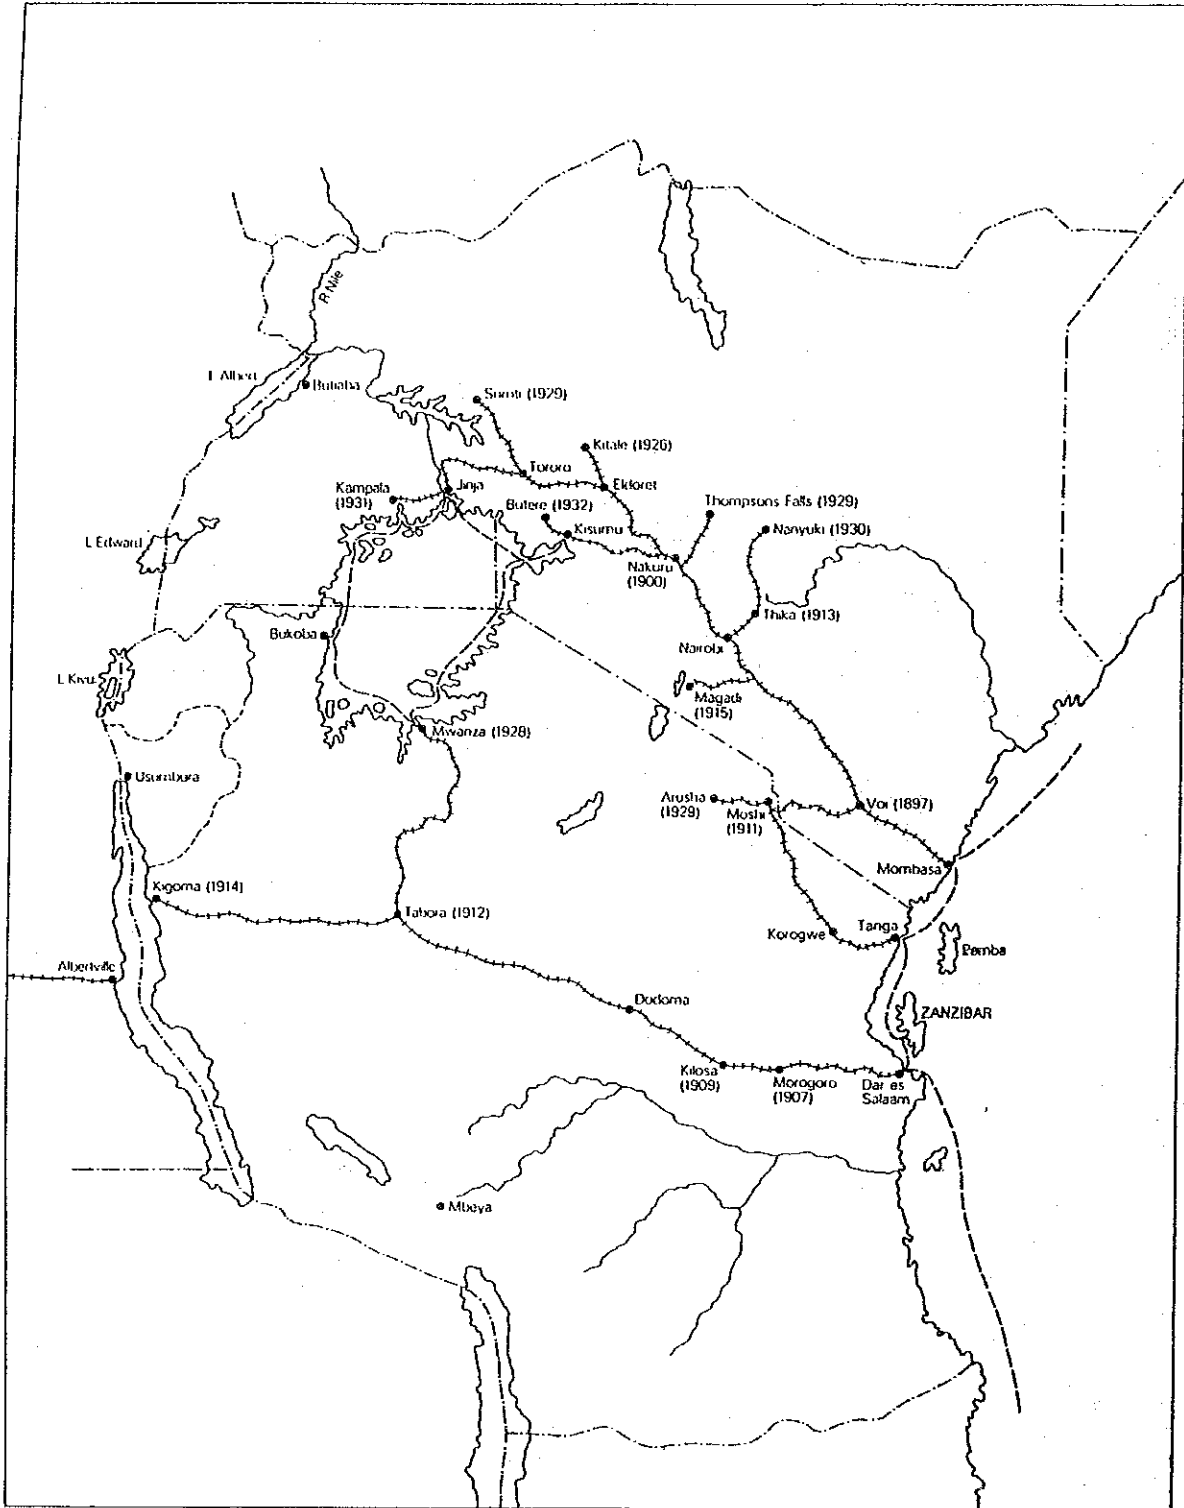 R Nile
L Albert
Butiaba
Soroti (1929)
Kitale (1926)
Tororo
Eldoret
Kampala
(1931)
Jinja
Butere (1932)
Kisumu
Thompsons Falls (1929)
Nanyuki (1930)
L Edward
Nakuru
(1900)
Thika (1913)
Bukoba
Nairobi
L Kivu
Magadi
(1915)
Mwanza (1928)
Usumbura
Arusha
(1929)
Moshi
(1911)
Voi (1897)
Mombasa
Kigoma (1914)
Tabora (1912)
Korogwe
Tanga
Pemba
Albertville
Dodoma
ZANZIBAR
Kilosa
(1909)
Morogoro
(1907)
Dar es
Salaam
Mbeya